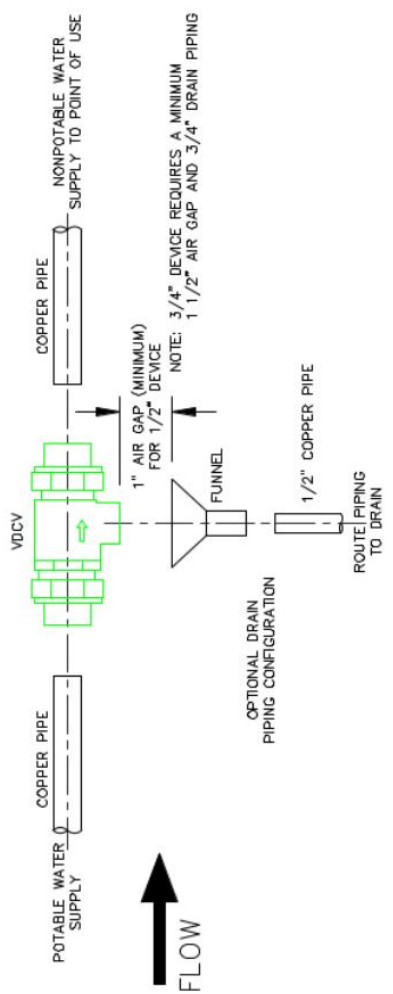 VDCV
COPPER PIPE
POTABLE WATER
SUPPLY
COPPER PIPE
NONPOTABLE WATER
SUPPLY TO POINT OF USE
1" AIR GAP (MINIMUM)
FOR 1/2" DEVICE
NOTE: 3/4" DEVICE REQUIRES A MINIMUM
1 1/2" AIR GAP AND 3/4" DRAIN PIPING
FLOW
FUNNEL
OPTIONAL DRAIN
PIPING CONFIGURATION
1/2" COPPER PIPE
ROUTE PIPING
TO DRAIN